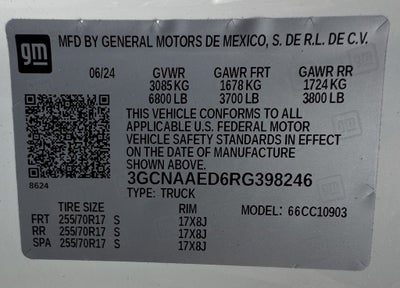 gm
MFD BY GENERAL MOTORS DE MEXICO, S. DE R.L. DE C.V.
06/24 GVWR GAWR FRT GAWR RR
3085 KG 1678 KG 1724 KG
6800 LB 3700 LB 3800 LB
THIS VEHICLE CONFORMS TO ALL
APPLICABLE U.S. FEDERAL MOTOR
VEHICLE SAFETY STANDARDS IN EFFECT
ON THE DATE OF MANUFACTURE
SHOWN ABOVE.
8624
3GCNAAED6RG398246
TYPE: TRUCK
TIRE SIZE RIM MODEL: 66CC10903
FRT 255/70R17 S 17X8J
RR 255/70R17 S 17X8J
SPA 255/70R17 S 17X8J